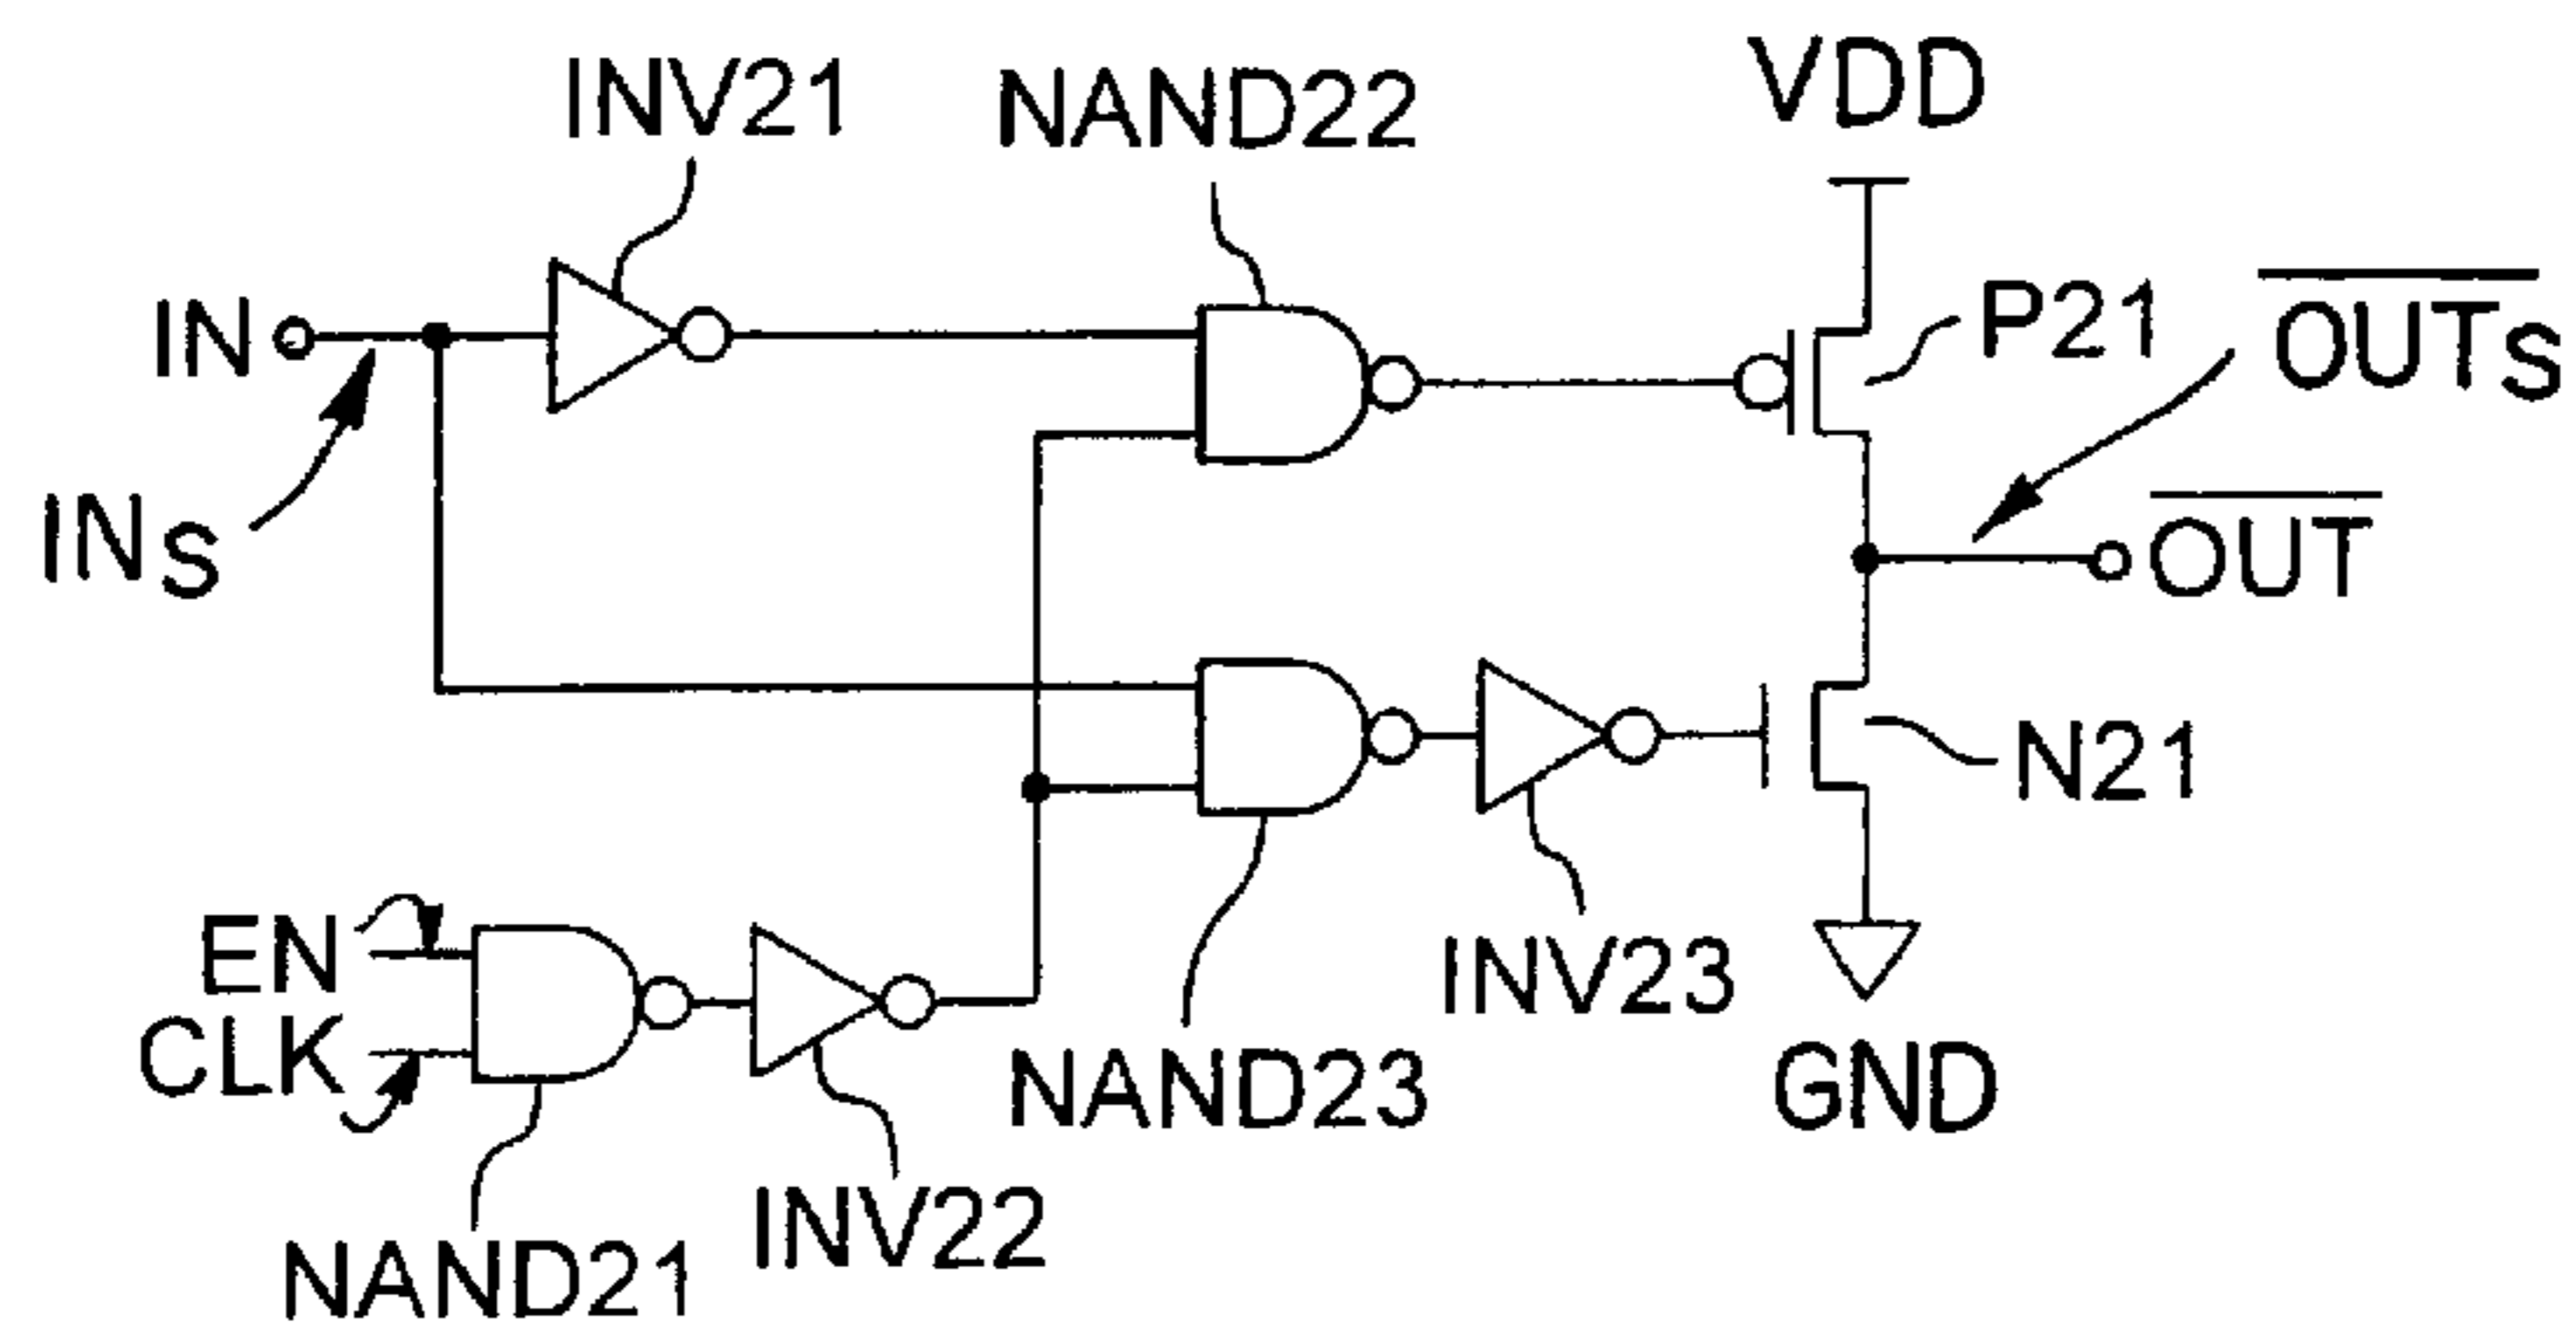 INV21
NAND22
VDD
IN
P21
OUTS
INS
OUT
N21
EN
CLK
INV23
NAND23
GND
INV22
NAND21